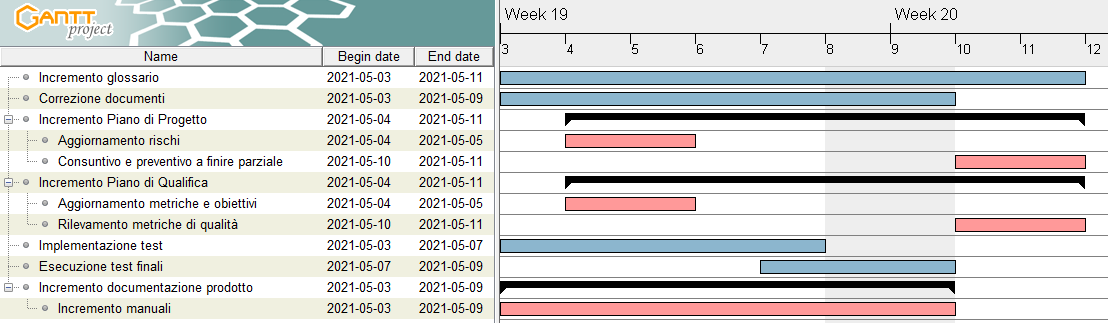 GANTT project
Week 19 Week 20
3 4 5 6 7 8 9 10 11 12
Name Begin date End date
Incremento glossario 2021-05-03 2021-05-11
Correzione documenti 2021-05-03 2021-05-09
Incremento Piano di Progetto 2021-05-04 2021-05-11
Aggiornamento rischi 2021-05-04 2021-05-05
Consuntivo e preventivo a finire parziale 2021-05-10 2021-05-11
Incremento Piano di Qualifica 2021-05-04 2021-05-11
Aggiornamento metriche e obiettivi 2021-05-04 2021-05-05
Rilevamento metriche di qualità 2021-05-10 2021-05-11
Implementazione test 2021-05-03 2021-05-07
Esecuzione test finali 2021-05-07 2021-05-09
Incremento documentazione prodotto 2021-05-03 2021-05-09
Incremento manuali 2021-05-03 2021-05-09